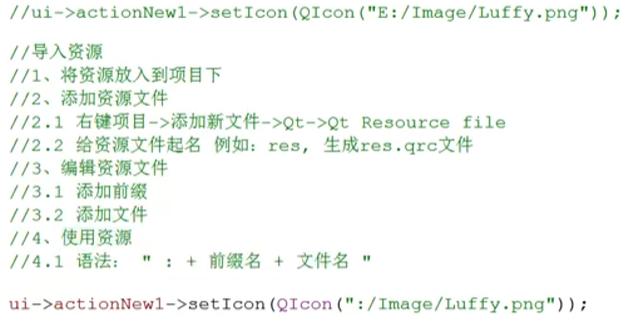 //ui->actionNew1->setIcon(QIcon("E:/Image/Luffy.png"));
//导入资源
//1、将资源放入到项目下
//2、添加资源文件
//2.1 右键项目->添加新文件->Qt->Qt Resource file
//2.2 给资源文件起名 例如：res, 生成res.qrc文件
//3、编辑资源文件
//3.1 添加前缀
//3.2 添加文件
//4、使用资源
//4.1 语法： " : + 前缀名 + 文件名 "
ui->actionNew1->setIcon(QIcon(":/Image/Luffy.png"));